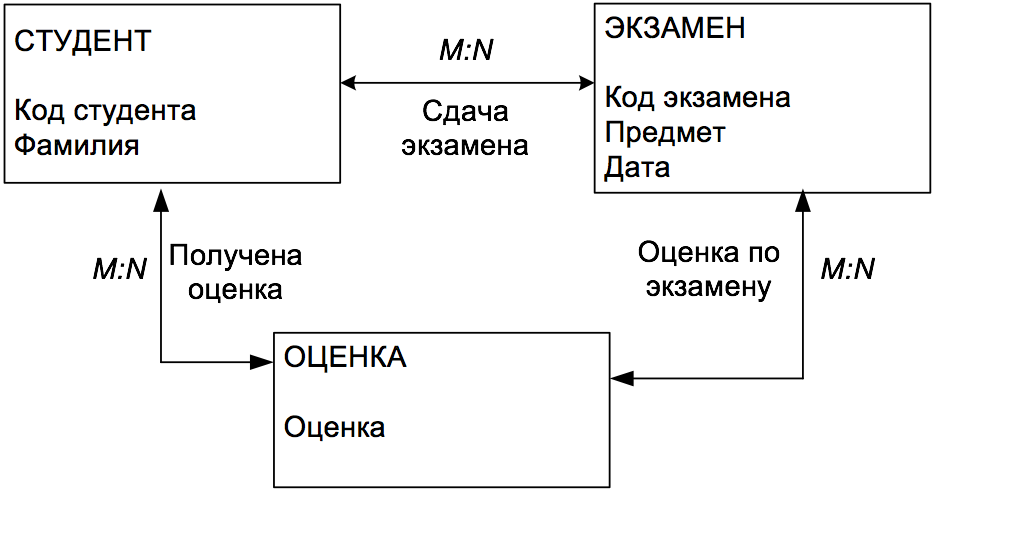 СТУДЕНТ
Код студента
Фамилия
M:N
Сдача
экзамена
ЭКЗАМЕН
Код экзамена
Предмет
Дата
M:N
Получена
оценка
Оценка по
экзамену
M:N
ОЦЕНКА
Оценка